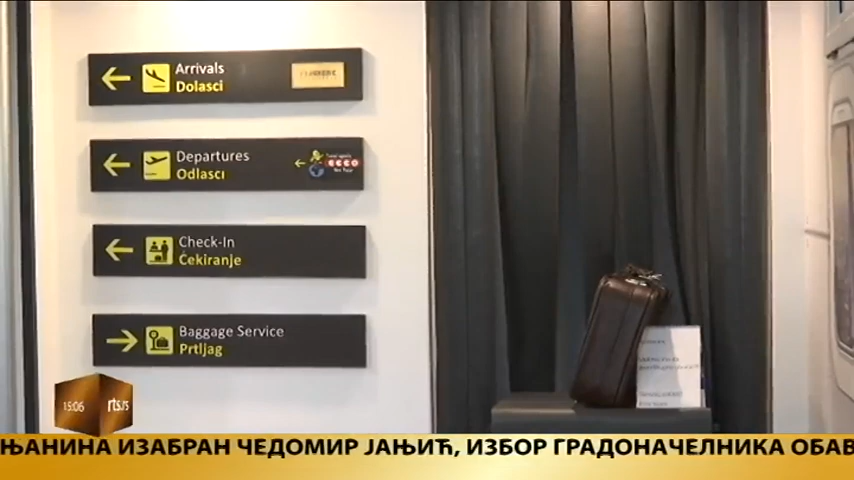 Arrivals
Dolasci
Departures
Odlasci
ecco
Check-In
Čekiranje
Baggage Service
Prtljag
15:06
rts.rs
ЊАНИНА ИЗАБРАН ЧЕДОМИР ЈАЊИЋ, ИЗБОР ГРАДОНАЧЕЛНИКА ОБАВ